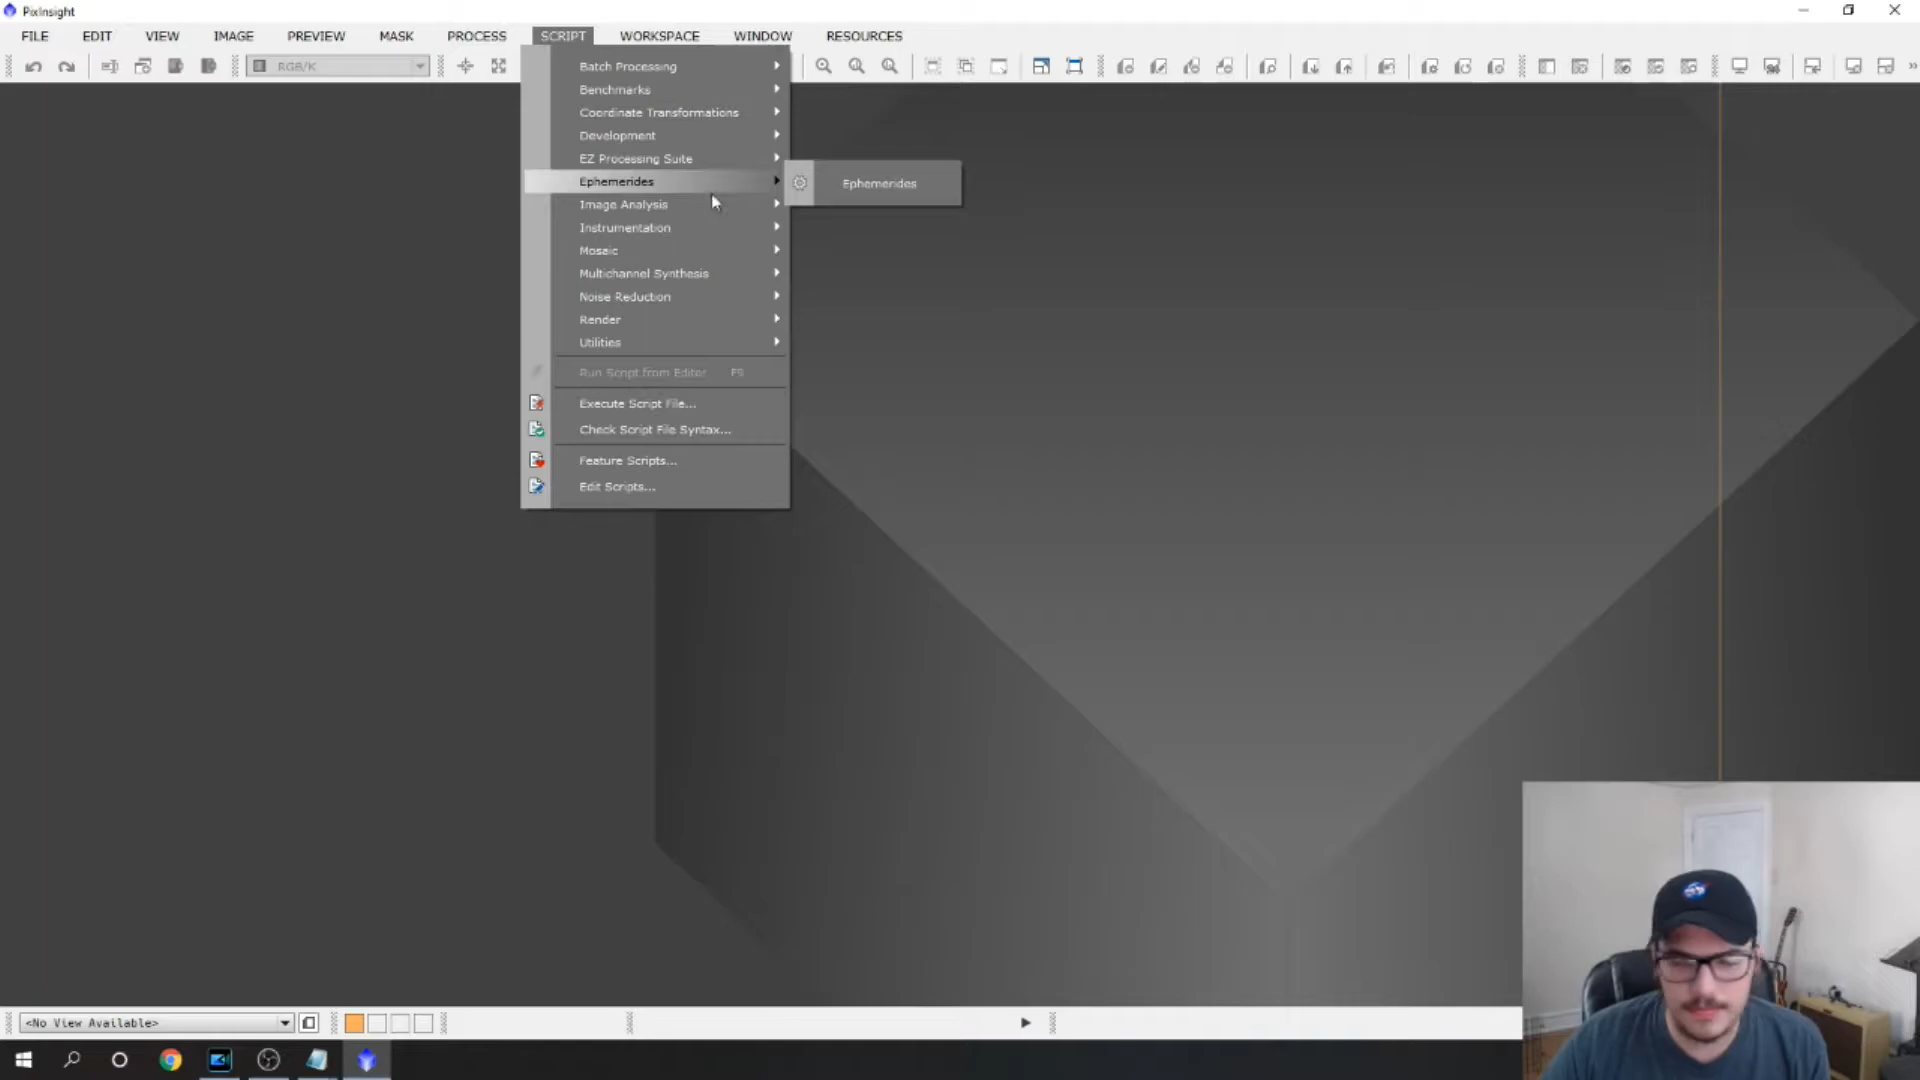 PixInsight
FILE EDIT VIEW IMAGE PREVIEW MASK PROCESS SCRIPT WORKSPACE WINDOW RESOURCES
RGB/K
Batch Processing
Benchmarks
Coordinate Transformations
Development
EZ Processing Suite
Ephemerides
Ephemerides
Image Analysis
Instrumentation
Mosaic
Multichannel Synthesis
Noise Reduction
Render
Utilities
Run Script from Editor F9
Execute Script File...
Check Script File Syntax...
Feature Scripts...
Edit Scripts...
<No View Available>